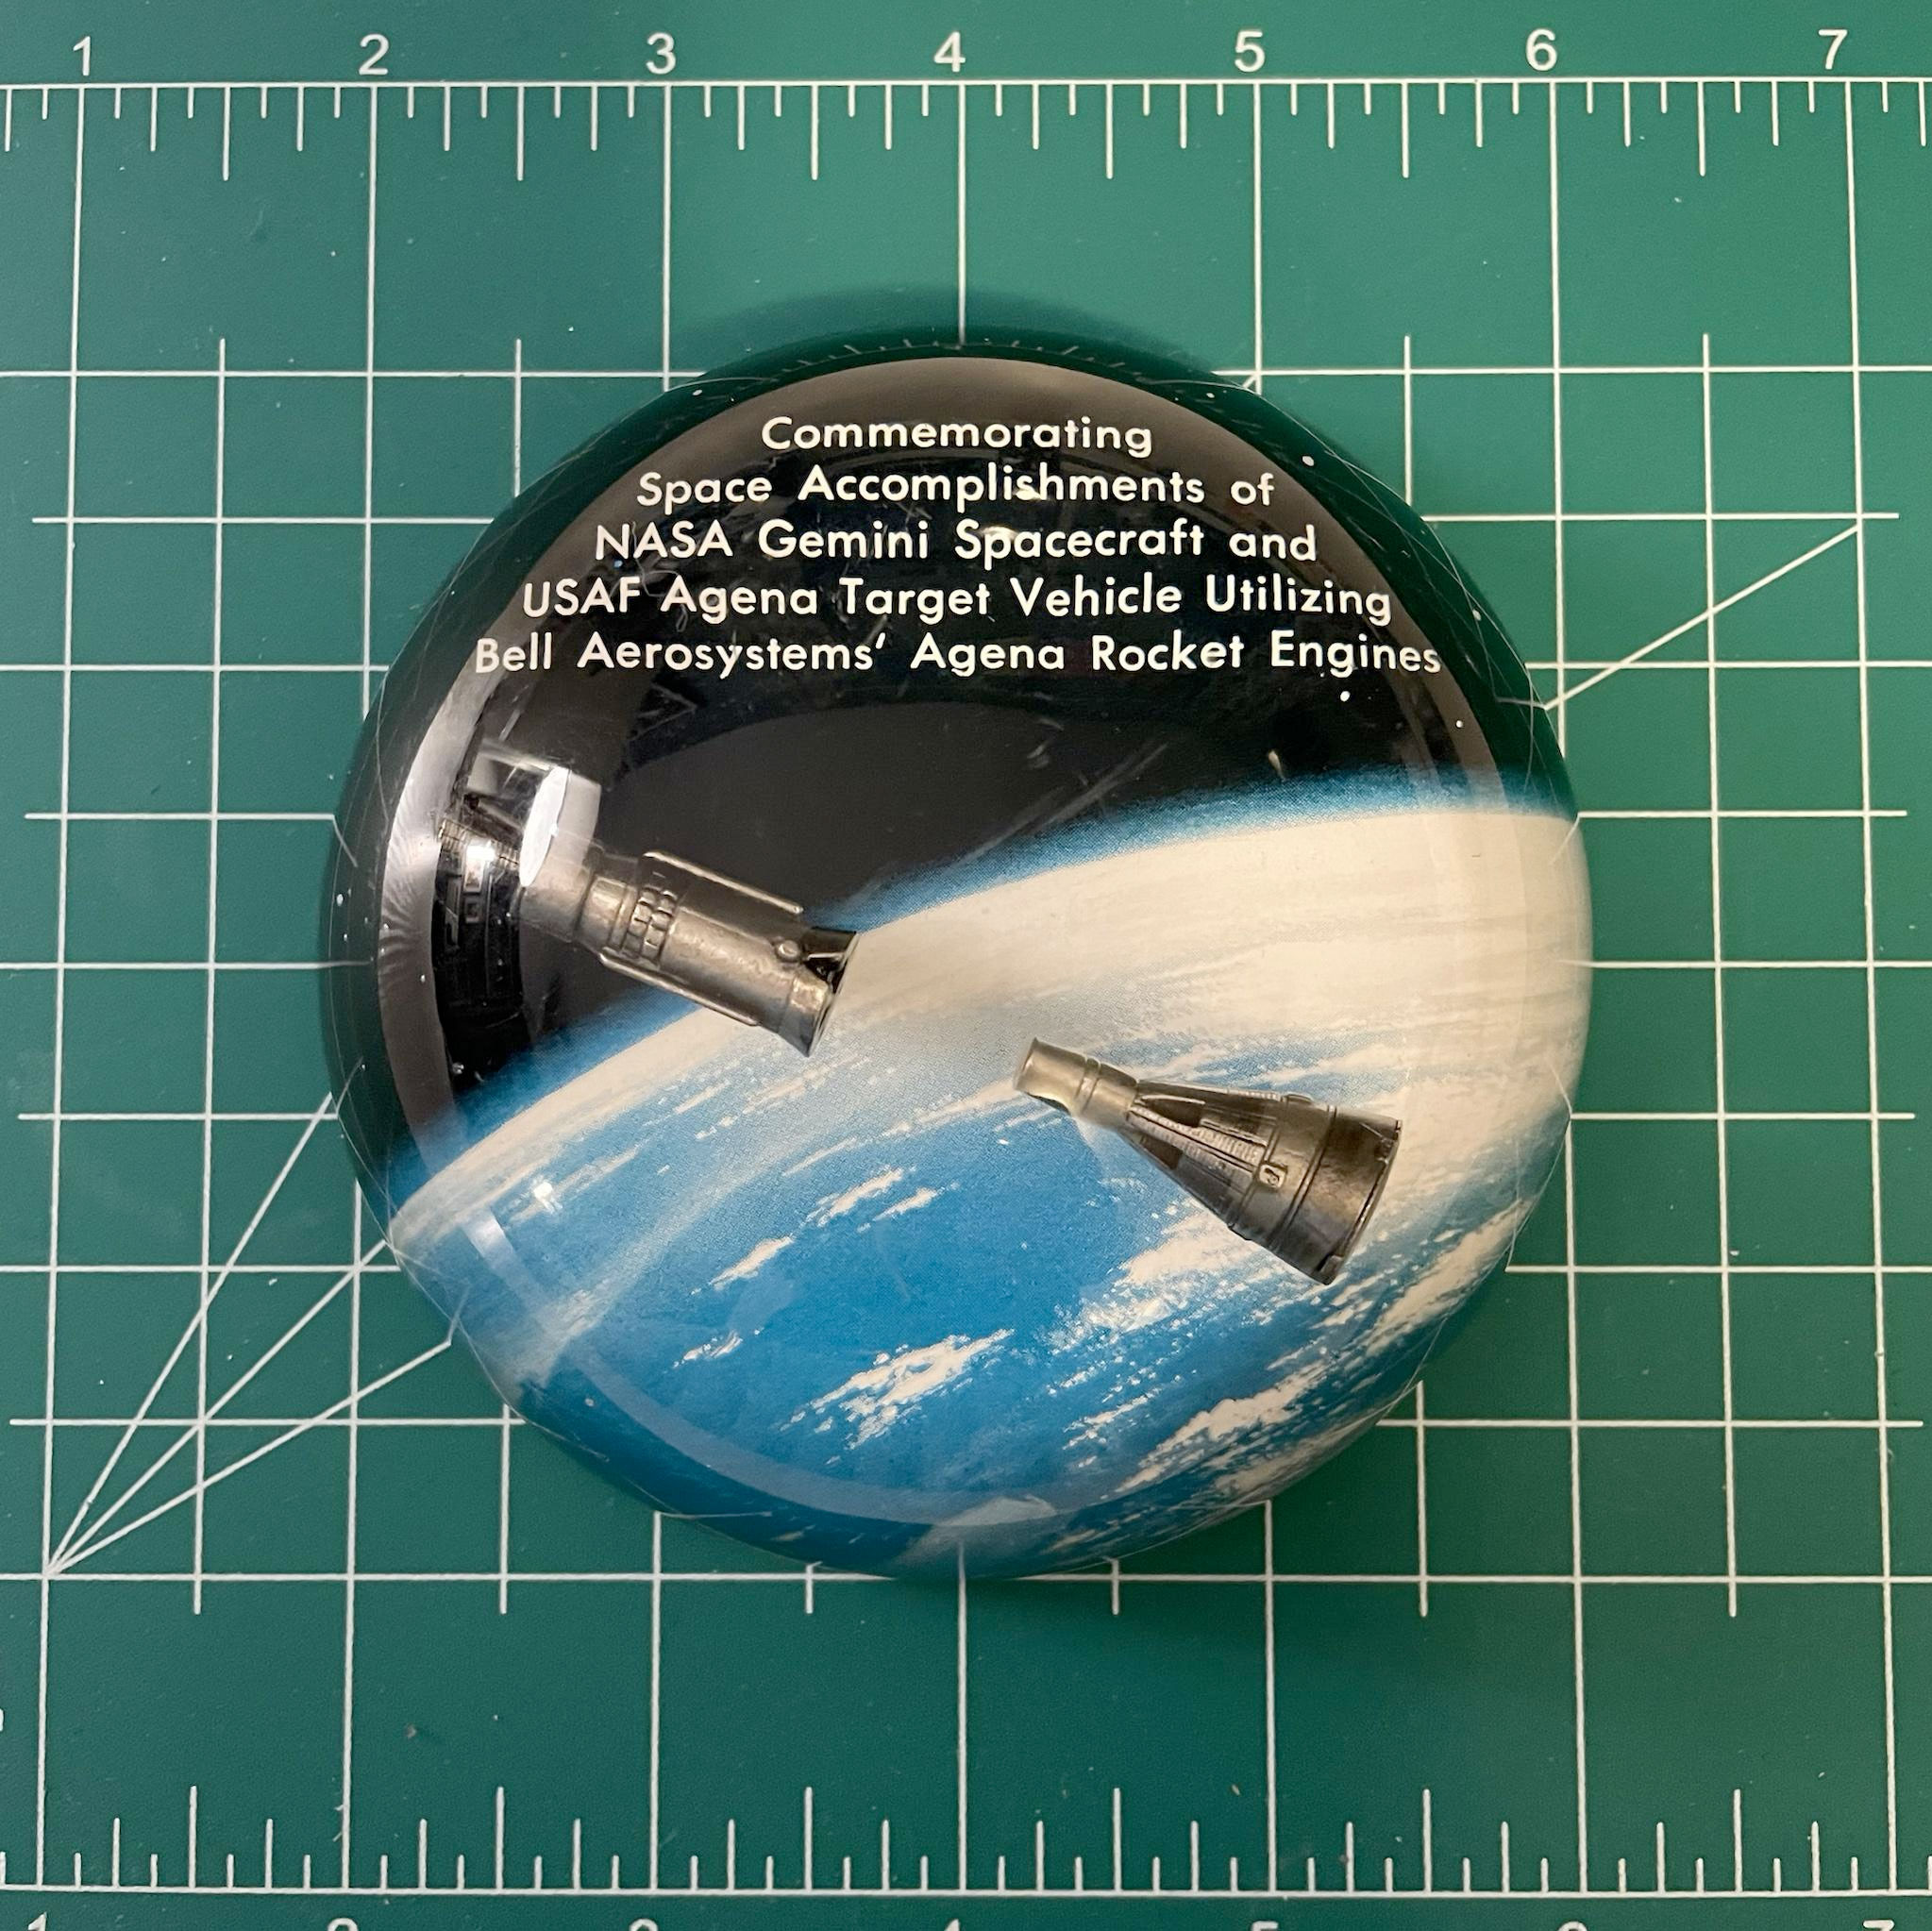 1 2 3 4 5 6 7
Commemorating
Space Accomplishments of
NASA Gemini Spacecraft and
USAF Agena Target Vehicle Utilizing
Bell Aerosystems' Agena Rocket Engines